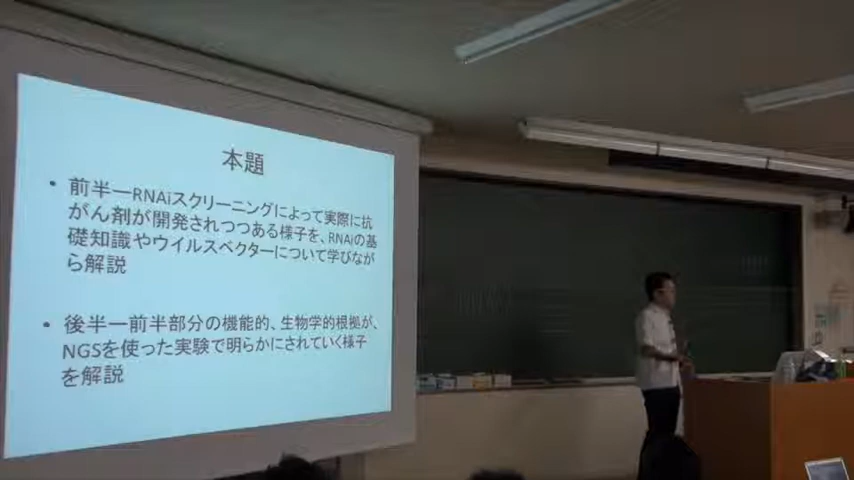 本題
• 前半ーRNAiスクリーニングによって実際に抗
がん剤が開発されつつある様子を、RNAiの基
礎知識やウイルスベクターについて学びなが
ら解説
• 後半ー前半部分の機能的、生物学的根拠が、
NGSを使った実験で明らかにされていく様子
を解説